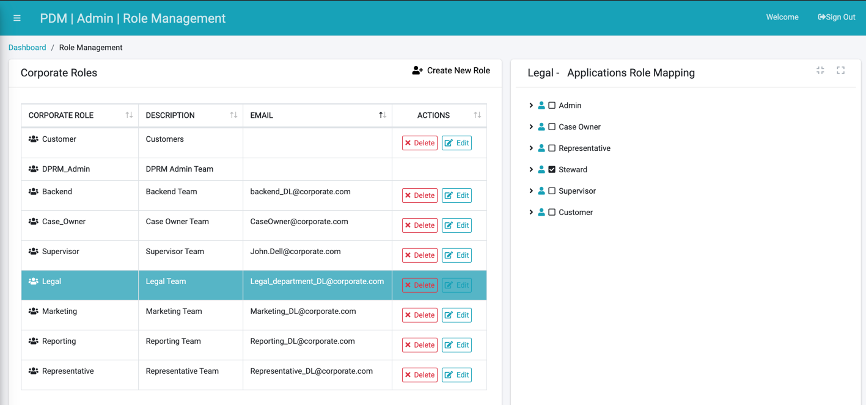 PDM | Admin | Role Management
Welcome
Sign Out
Dashboard / Role Management
Corporate Roles
Create New Role
CORPORATE ROLE DESCRIPTION EMAIL ACTIONS
Customer Customers Delete Edit
DPRM_Admin DPRM Admin Team
Backend Backend Team backend_DL@corporate.com Delete Edit
Case_Owner Case Owner Team CaseOwner@corporate.com Delete Edit
Supervisor Supervisor Team John.Dell@corporate.com Delete Edit
Legal Legal Team Legal_department_DL@corporate.com Delete Edit
Marketing Marketing Team Marketing_DL@corporate.com Delete Edit
Reporting Reporting Team Reporting_DL@corporate.com Delete Edit
Representative Representative Team Representative_DL@corporate.com Delete Edit
Legal - Applications Role Mapping
Admin
Case Owner
Representative
Steward
Supervisor
Customer